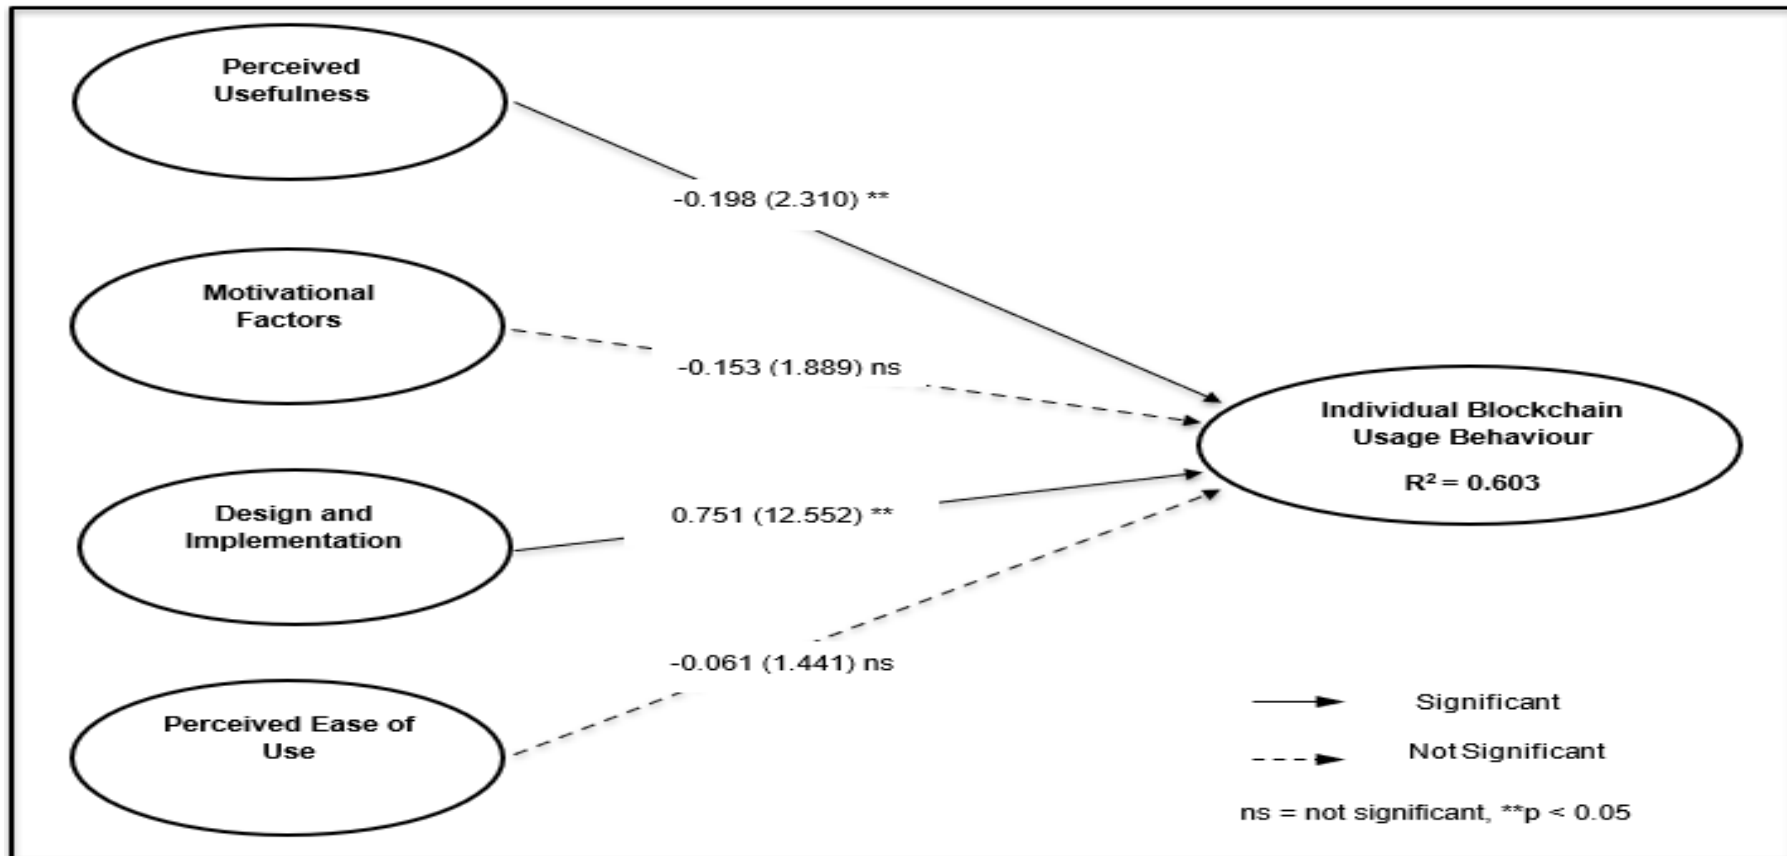 Perceived
Usefulness
-0.198 (2.310) **
Motivational
Factors
-0.153 (1.889) ns
Individual Blockchain
Usage Behaviour
R² = 0.603
Design and
Implementation
0.751 (12.552) **
-0.061 (1.441) ns
Perceived Ease of
Use
Significant
Not Significant
ns = not significant, **p < 0.05